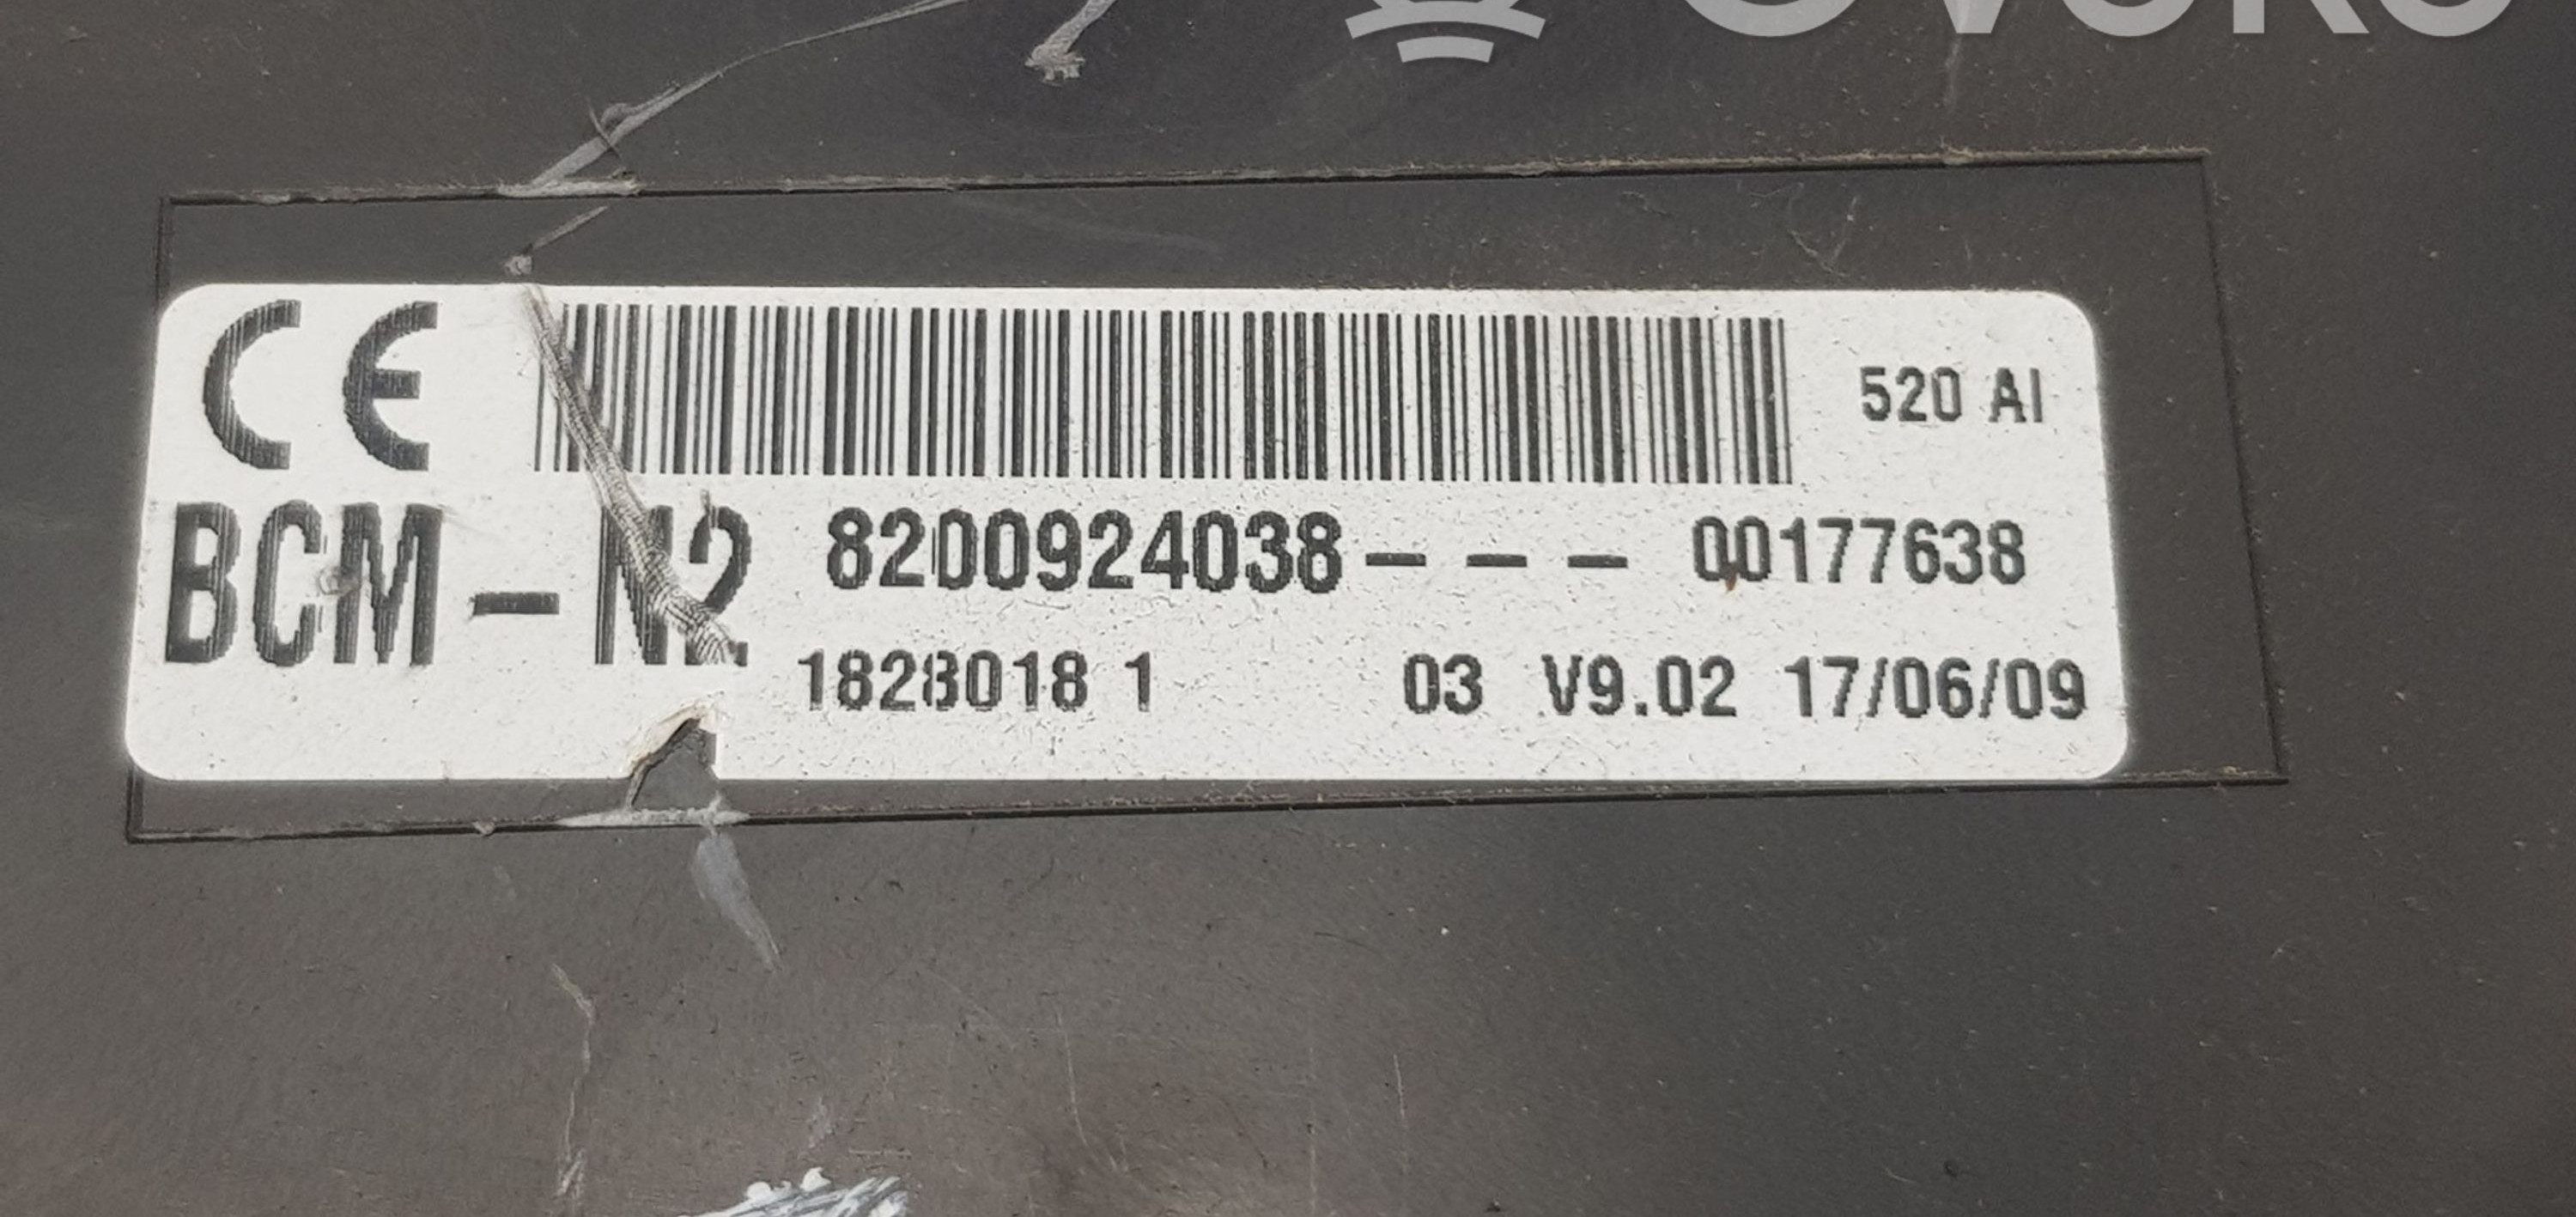 CE 520 AI
BCM-N2 8200924038--- 00177638
1828018 1 03 V9.02 17/06/09